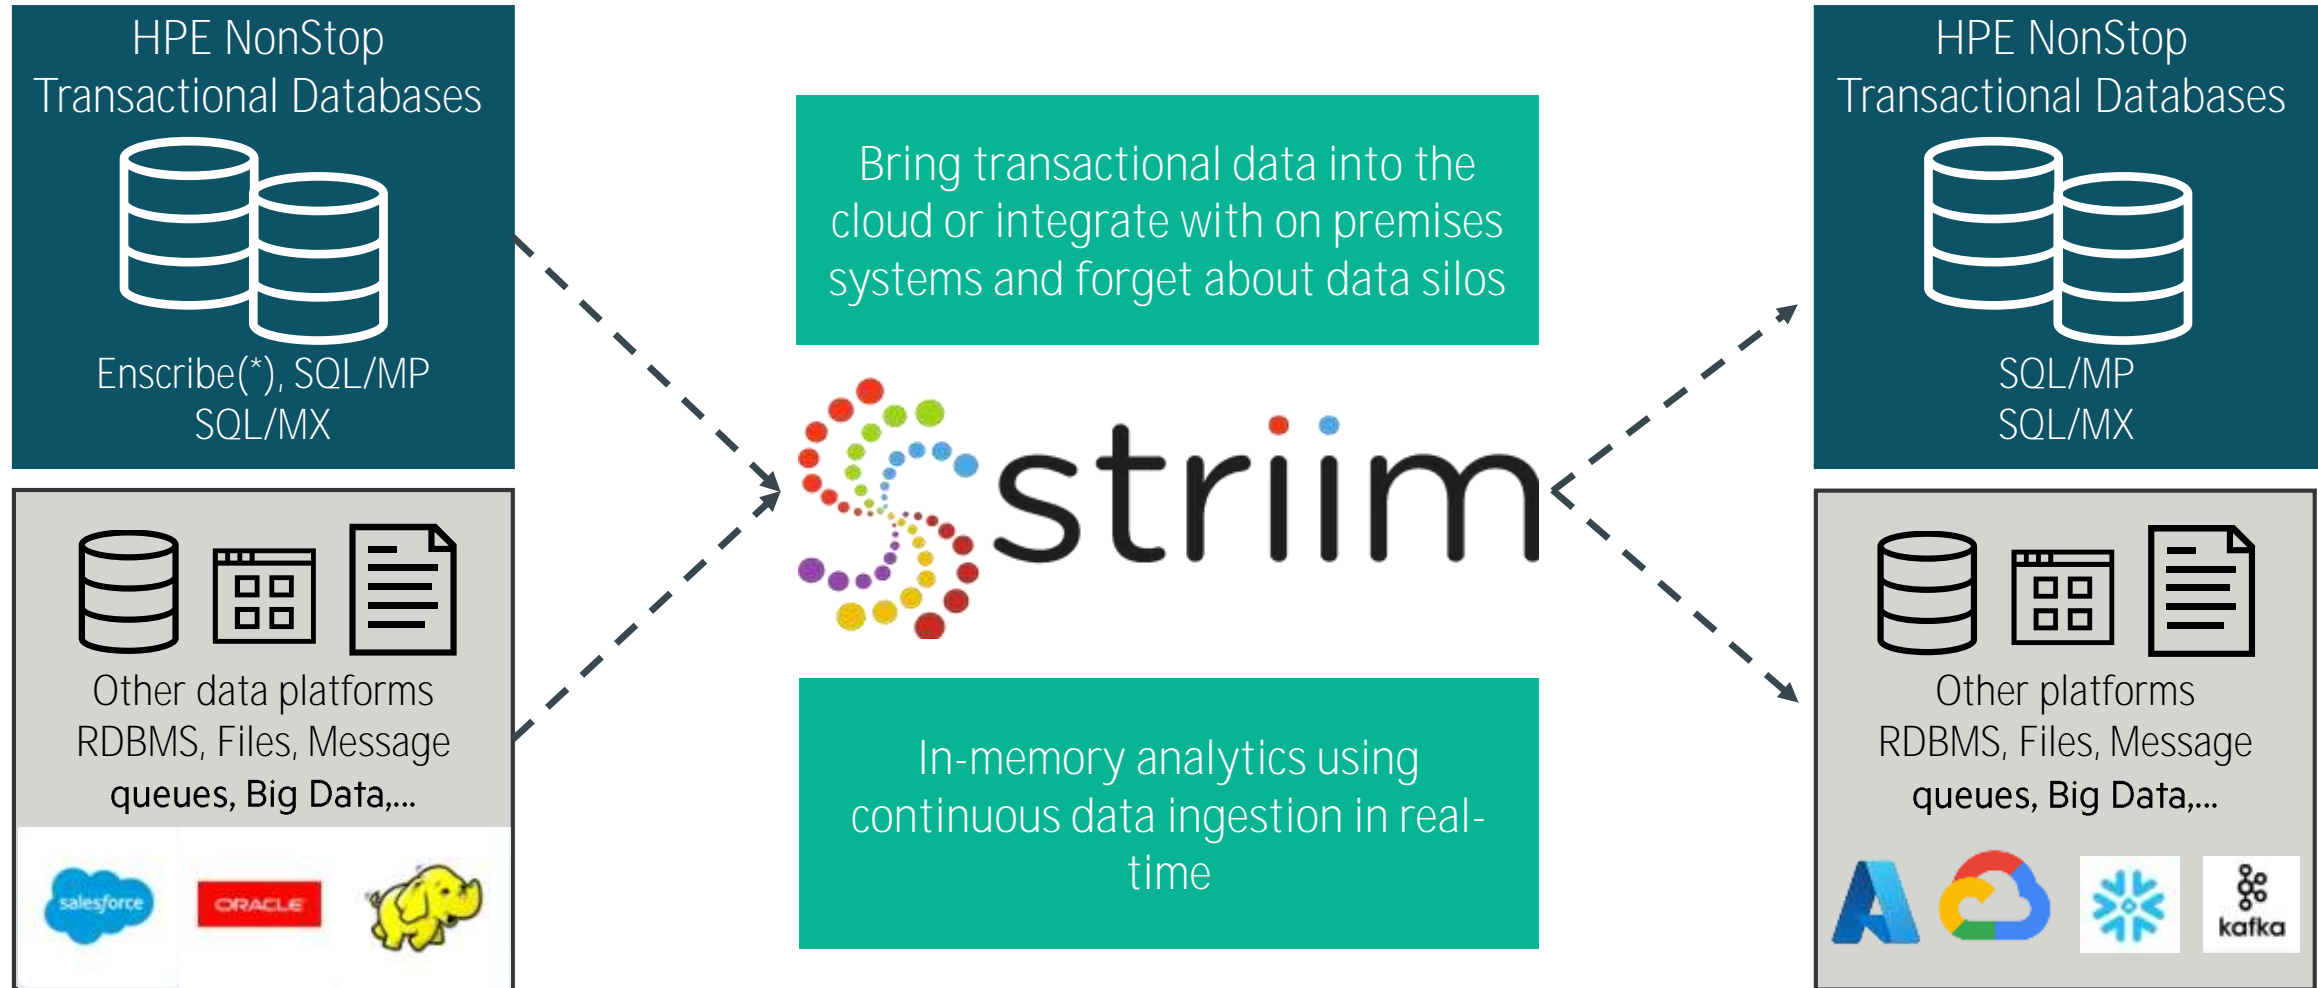 HPE NonStop
Transactional Databases
Enscribe(*), SQL/MP
SQL/MX
Other data platforms
RDBMS, Files, Message
queues, Big Data,...
salesforce
ORACLE
Bring transactional data into the
cloud or integrate with on premises
systems and forget about data silos
striim
In-memory analytics using
continuous data ingestion in real-
time
HPE NonStop
Transactional Databases
SQL/MP
SQL/MX
Other platforms
RDBMS, Files, Message
queues, Big Data,...
kafka